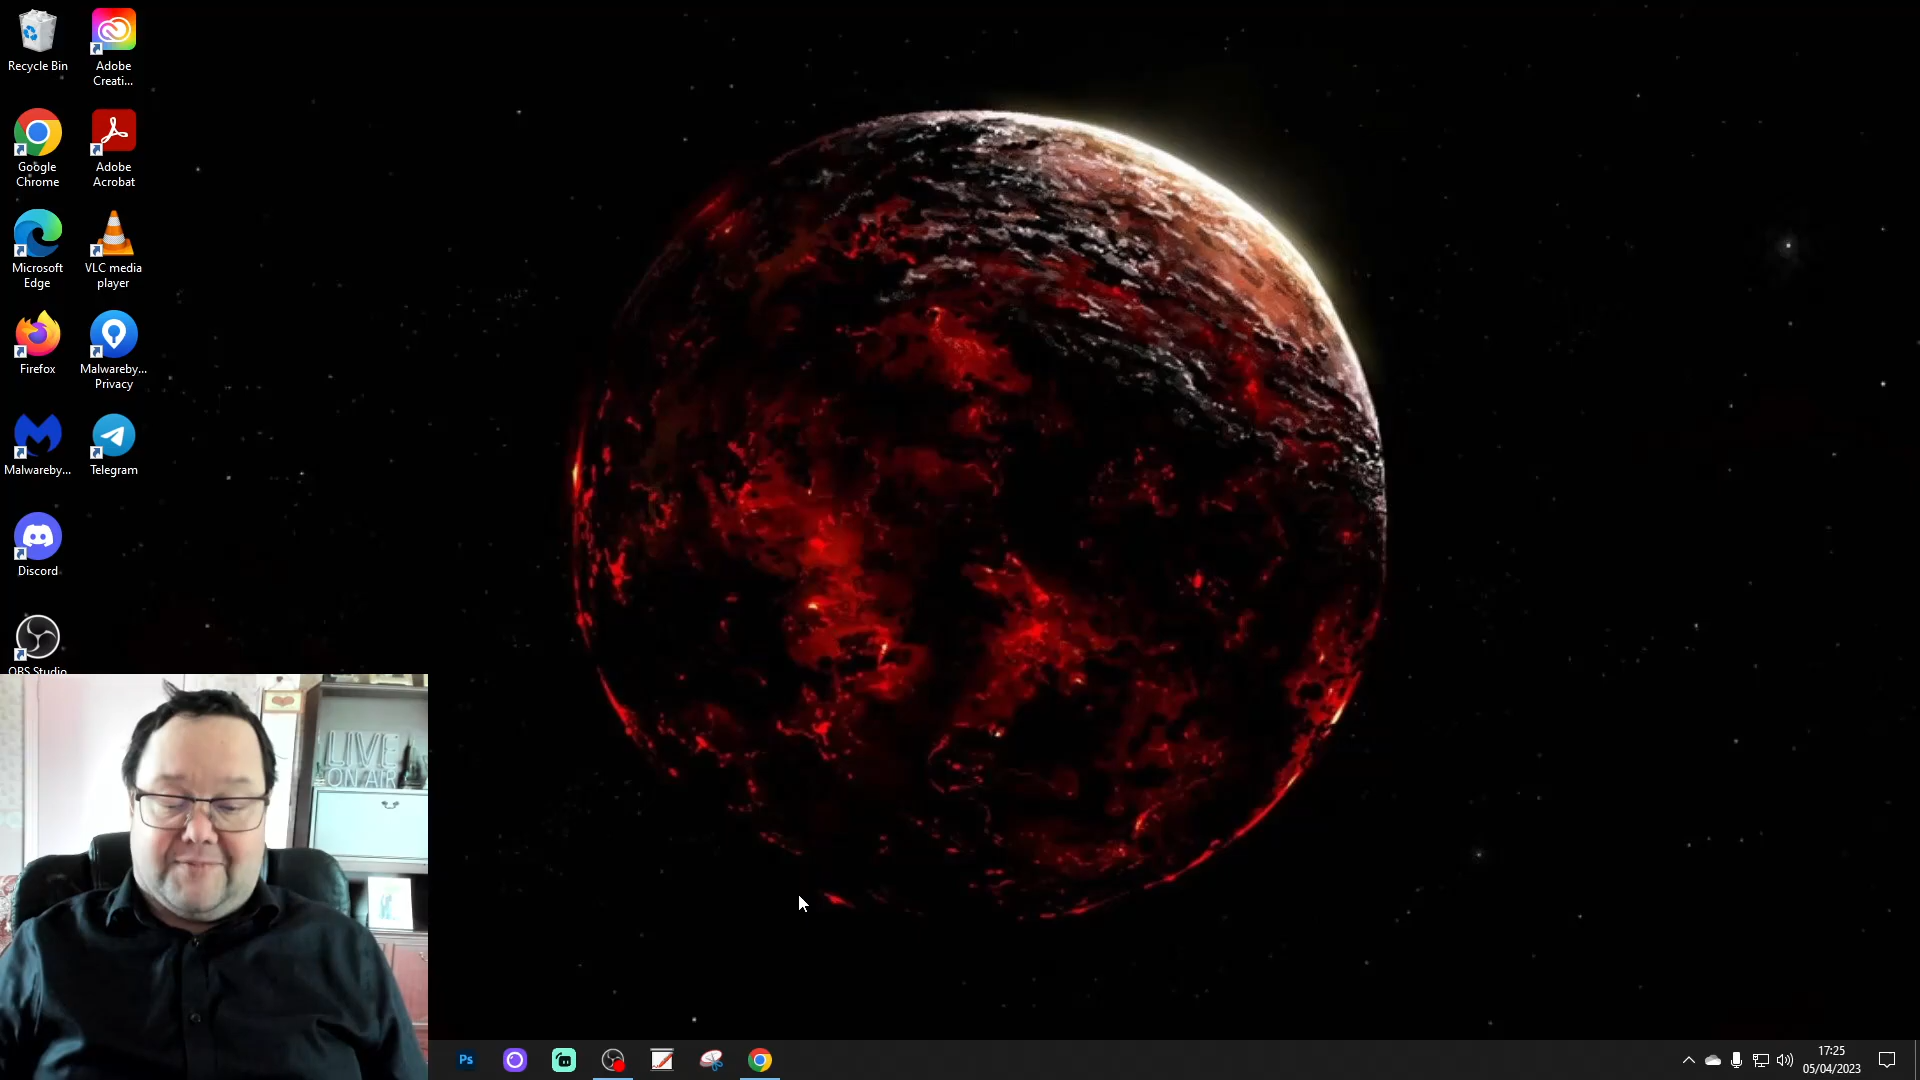 Recycle Bin
Adobe
Creati...
Google
Chrome
Adobe
Acrobat
Microsoft
Edge
VLC media
player
Firefox
Malwareby...
Privacy
Malwareby...
Telegram
Discord
OBS Studio
LIVE
ON AIR
Ps
17:25
05/04/2023